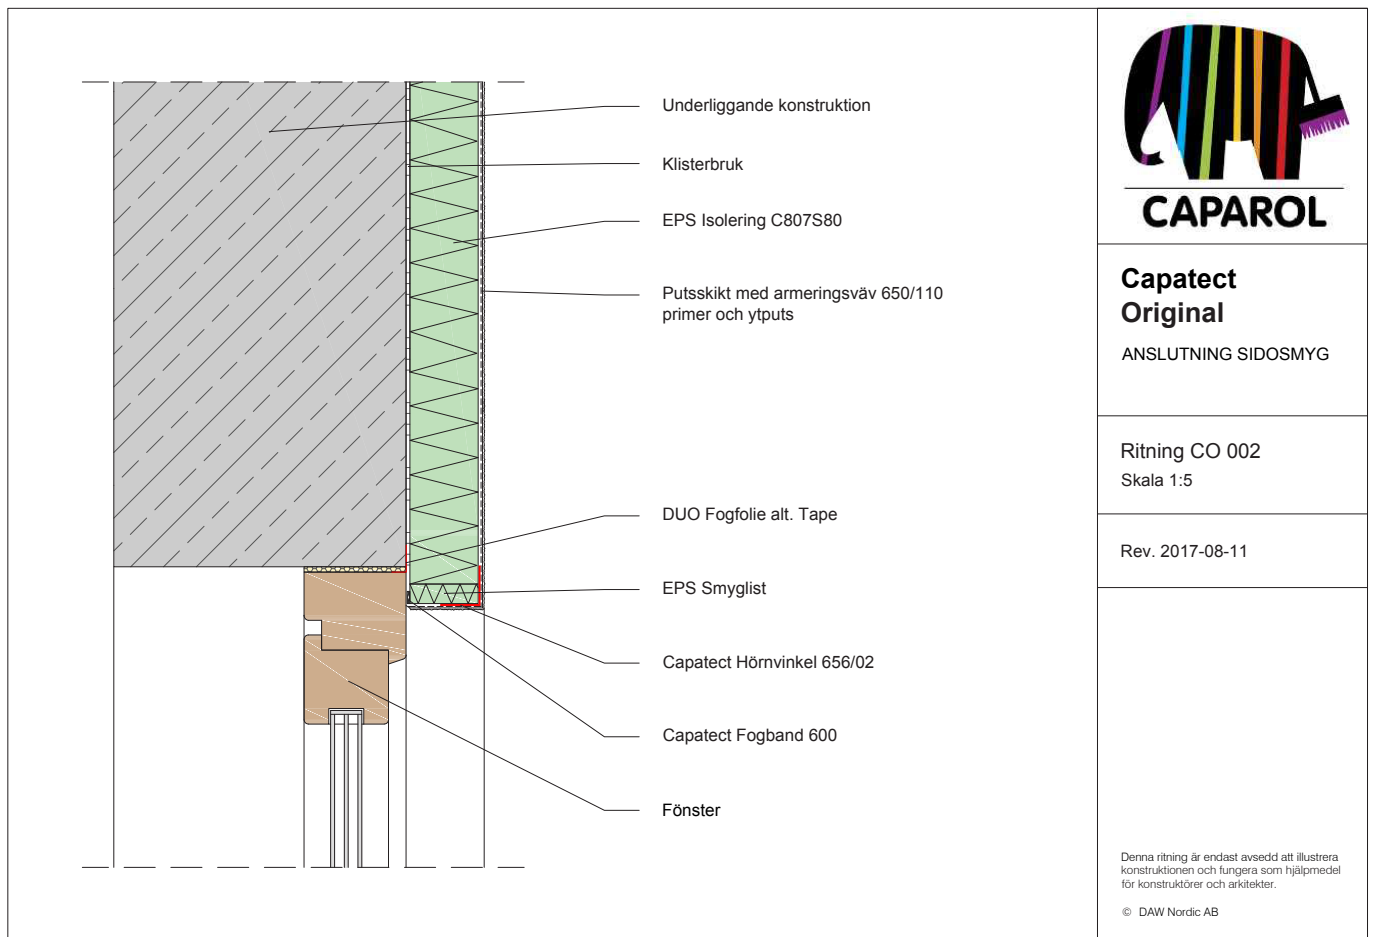 Underliggande konstruktion
Klisterbruk
EPS Isolering C807S80
Putsskikt med armeringsväv 650/110
primer och ytputs
DUO Fogfolie alt. Tape
EPS Smyglist
Capatect Hörnvinkel 656/02
Capatect Fogband 600
Fönster
CAPAROL
Capatect
Original
ANSLUTNING SIDOSMYG
Ritning CO 002
Skala 1:5
Rev. 2017-08-11
Denna ritning är endast avsedd att illustrera
konstruktionen och fungera som hjälpmedel
för konstruktörer och arkitekter.
© DAW Nordic AB